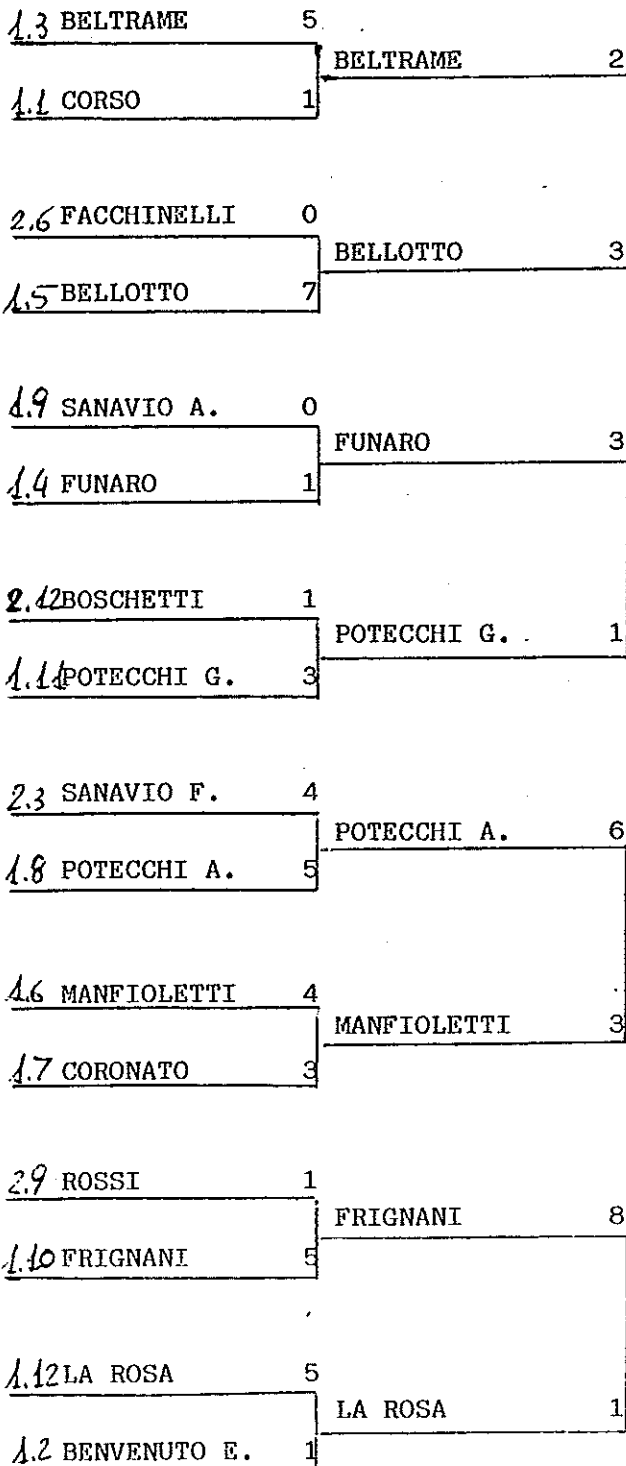 1.3 BELTRAME 5
BELTRAME 2
1.1 CORSO 1
2.6 FACCHINELLI 0
BELLOTTO 3
1.5 BELLOTTO 7
1.9 SANAVIO A. 0
FUNARO 3
1.4 FUNARO 1
2.12 BOSCHETTI 1
POTECCHI G. 1
1.11 POTECCHI G. 3
2.3 SANAVIO F. 4
POTECCHI A. 6
1.8 POTECCHI A. 5
1.6 MANFIOLETTI 4
MANFIOLETTI 3
1.7 CORONATO 3
2.9 ROSSI 1
FRIGNANI 8
1.10 FRIGNANI 5
1.12 LA ROSA 5
LA ROSA 1
1.2 BENVENUTO E. 1